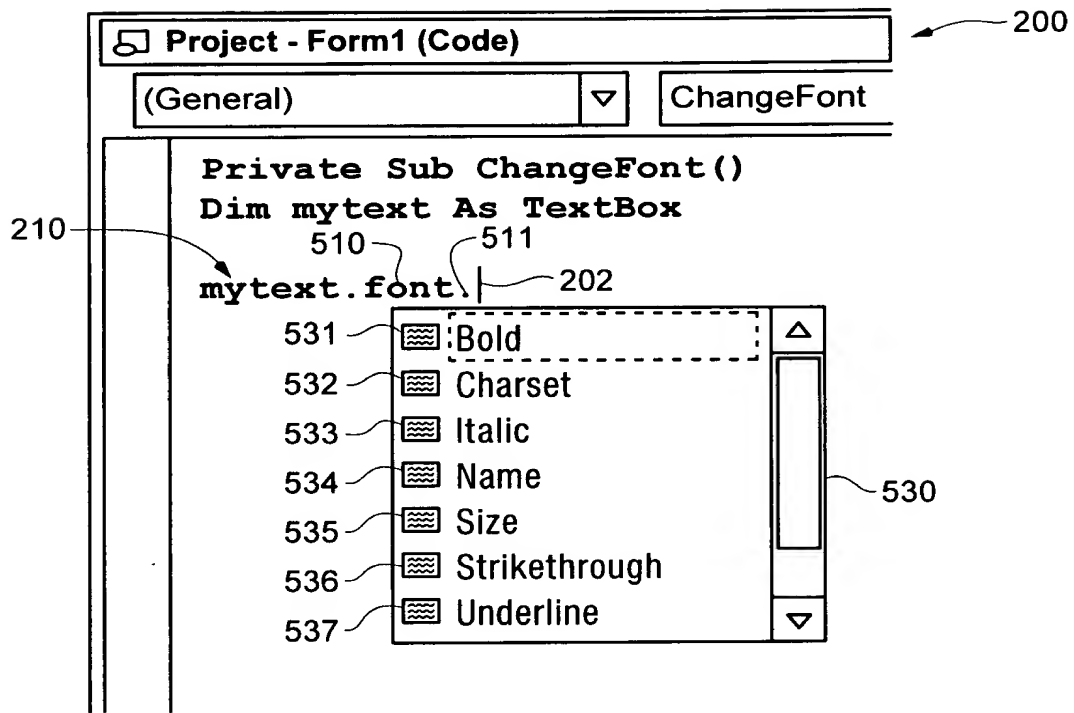 200
Project - Form1 (Code)
(General) ChangeFont
Private Sub ChangeFont()
Dim mytext As TextBox
210 510 511
mytext.font. 202
531 Bold
532 Charset
533 Italic
534 Name
530
535 Size
536 Strikethrough
537 Underline